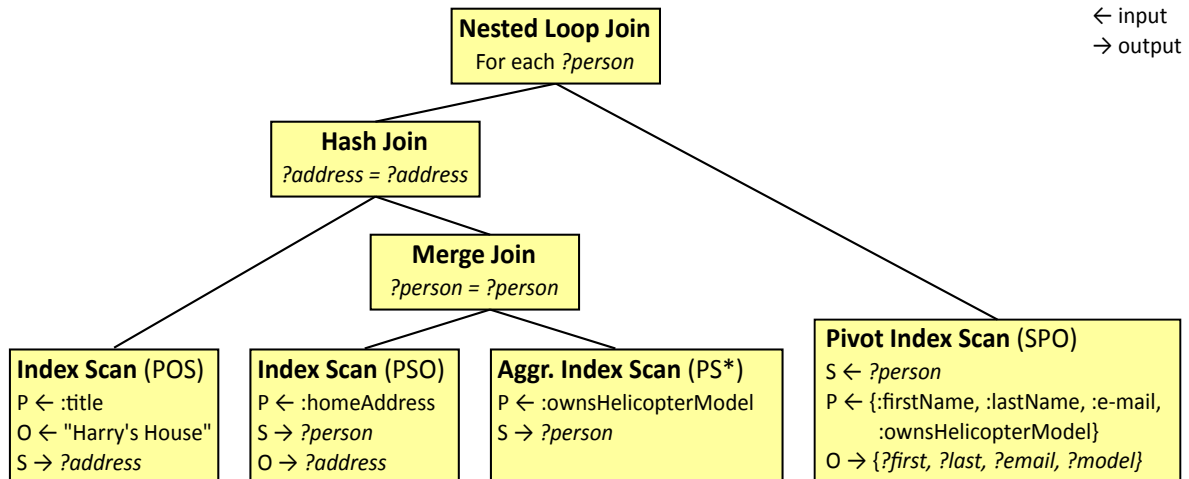 ← input
→ output
Nested Loop Join
For each ?person
Hash Join
?address = ?address
Merge Join
?person = ?person
Index Scan (POS)
P ← :title
O ← "Harry's House"
S → ?address
Index Scan (PSO)
P ← :homeAddress
S → ?person
O → ?address
Aggr. Index Scan (PS*)
P ← :ownsHelicopterModel
S → ?person
Pivot Index Scan (SPO)
S ← ?person
P ← {:firstName, :lastName, :e-mail,
:ownsHelicopterModel}
O → {?first, ?last, ?email, ?model}